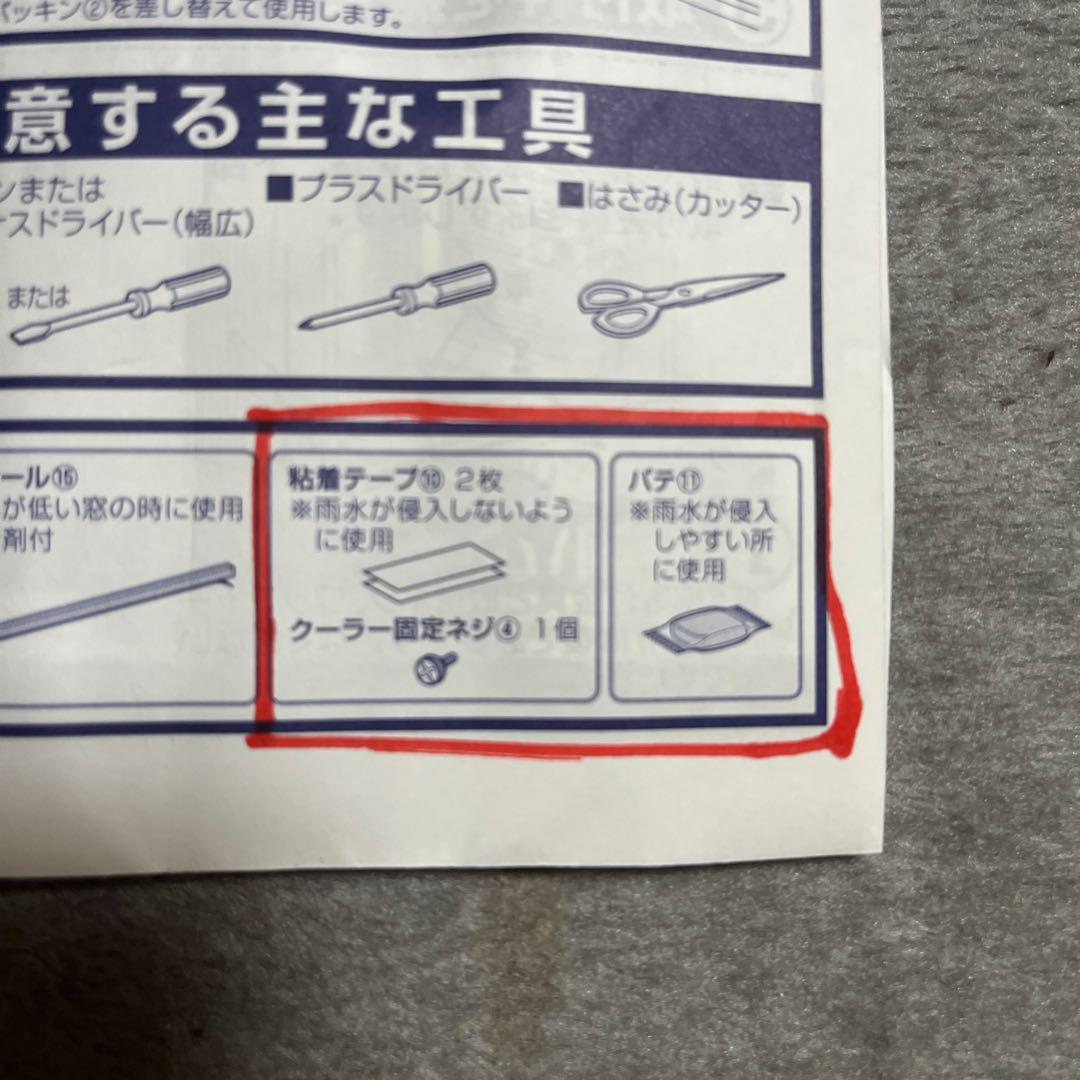 パッキン②を差し替えて使用します。
意する主な工具
ンまたは
ナスドライバー(幅広)
■プラスドライバー
■はさみ(カッター)
または
ール⑮
が低い窓の時に使用
剤付
粘着テープ⑩ 2枚
※雨水が侵入しないよう
に使用
クーラー固定ネジ④ 1個
パテ⑪
※雨水が侵入
しやすい所
に使用